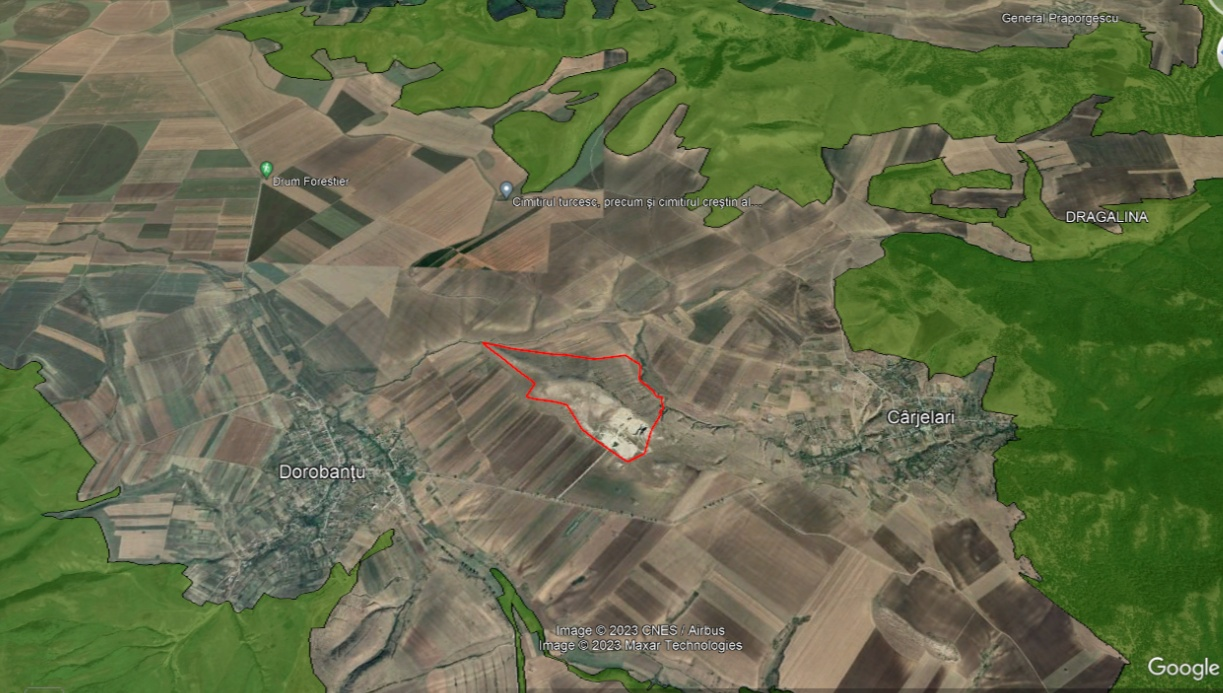 General Praporgescu
Drum Forestier
Cimitirul turcesc, precum și cimitirul creștin al....
DRAGALINA
Cârjelari
Dorobanțu
Image © 2023 CNES / Airbus
Image © 2023 Maxar Technologies
Google